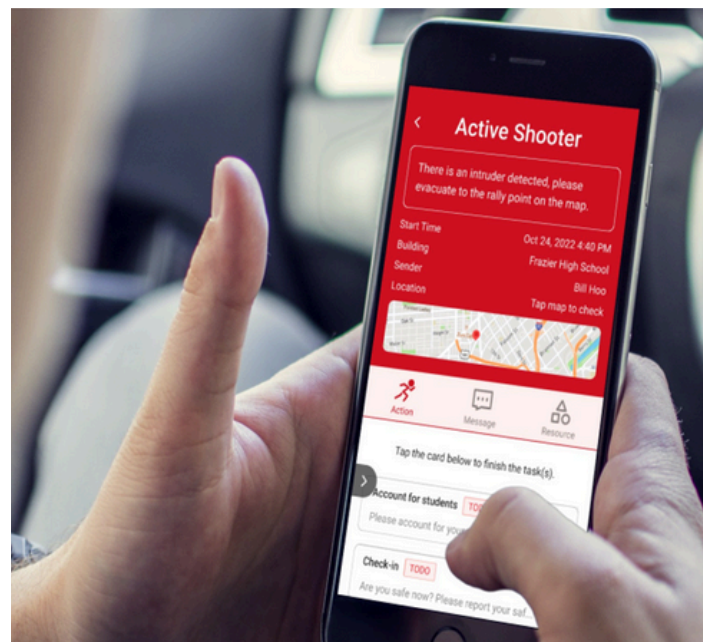 Active Shooter
There is an intruder detected, please
evacuate to the rally point on the map.
Start Time Oct 24, 2022 4:40 PM
Building Frazier High School
Sender Bill Hoo
Location Tap map to check
Action Message Resource
Tap the card below to finish the task(s).
Account for students TODO
Please account for
Check-in TODO
Are you safe now? Please report your saf...